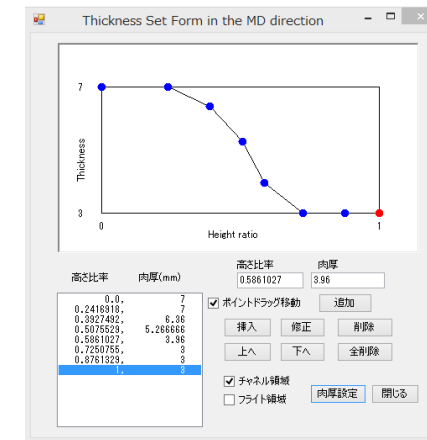 Thickness Set Form in the MD direction
7
Thickness
3
0
1
Height ratio
高さ比率 肉厚
0.5861027 3.96
高さ比率 肉厚(mm)
0.0, 7
0.2416918, 7
0.3927492, 6.36
0.5075529, 5.266666
0.5861027, 3.96
0.7250755, 3
0.8761329, 3
1, 3
ポイントドラッグ移動 追加
挿入 修正 削除
上へ 下へ 全削除
チャネル領域
フライト領域
肉厚設定 閉じる